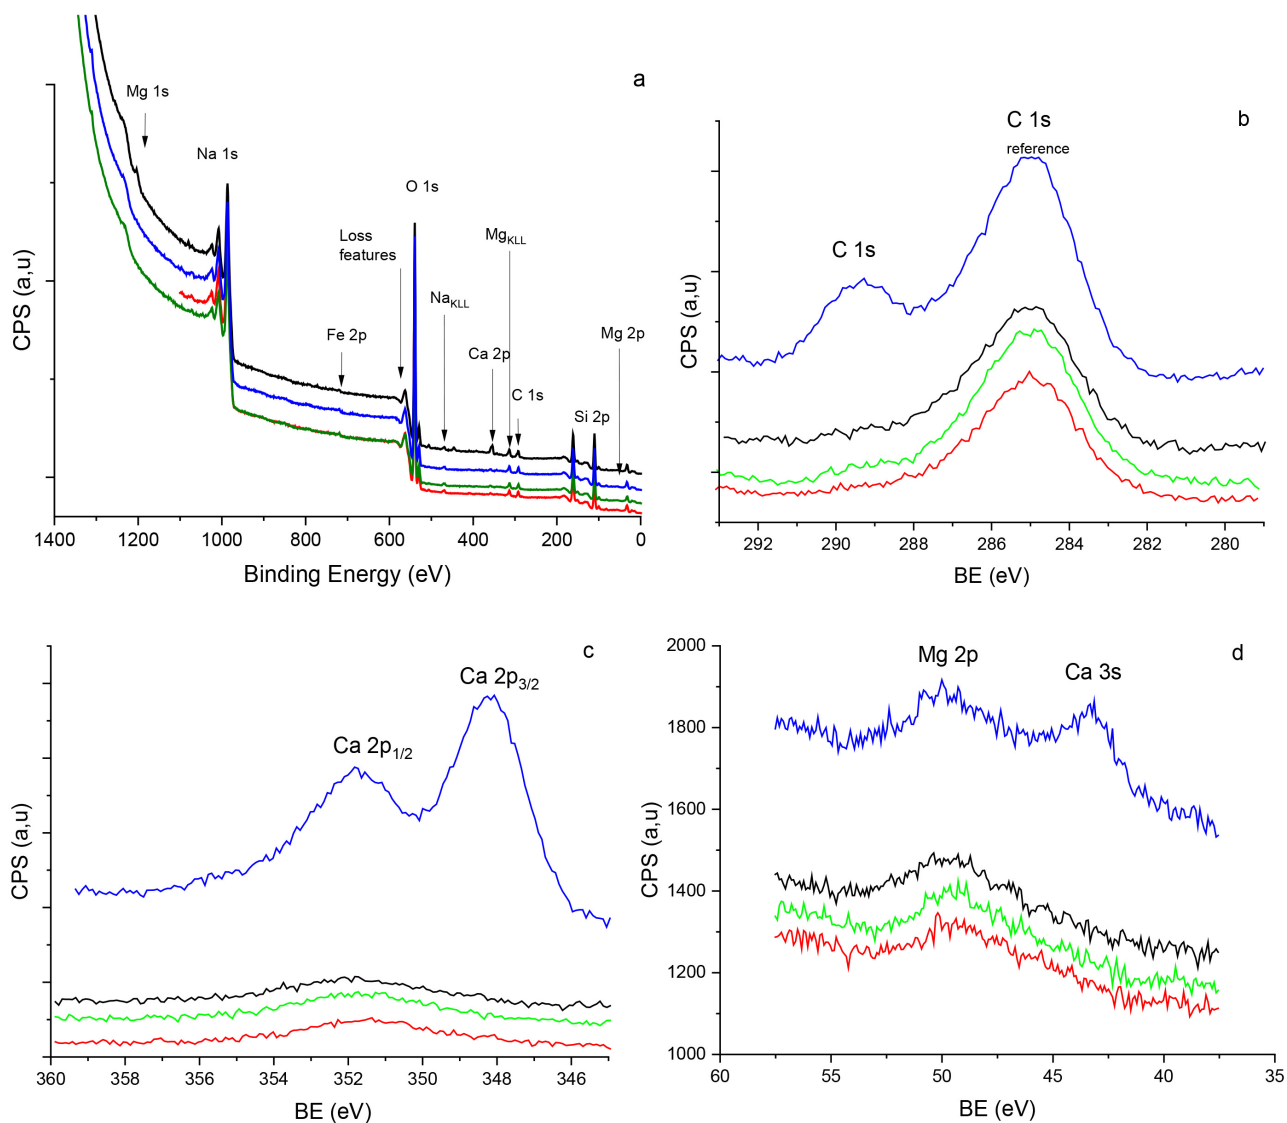 a
Mg 1s
Na 1s
O 1s
Loss
features
MgKLL
NaKLL
Fe 2p
Mg 2p
Ca 2p
C 1s
Si 2p
CPS (a,u)
1400
1200
1000
800
600
400
200
0
Binding Energy (eV)
b
C 1s
reference
C 1s
CPS (a,u)
292
290
288
286
284
282
280
BE (eV)
c
Ca 2p3/2
Ca 2p1/2
CPS (a,u)
360
358
356
354
352
350
348
346
BE (eV)
d
Mg 2p
Ca 3s
2000
1800
1600
1400
1200
1000
CPS (a,u)
60
55
50
45
40
35
BE (eV)